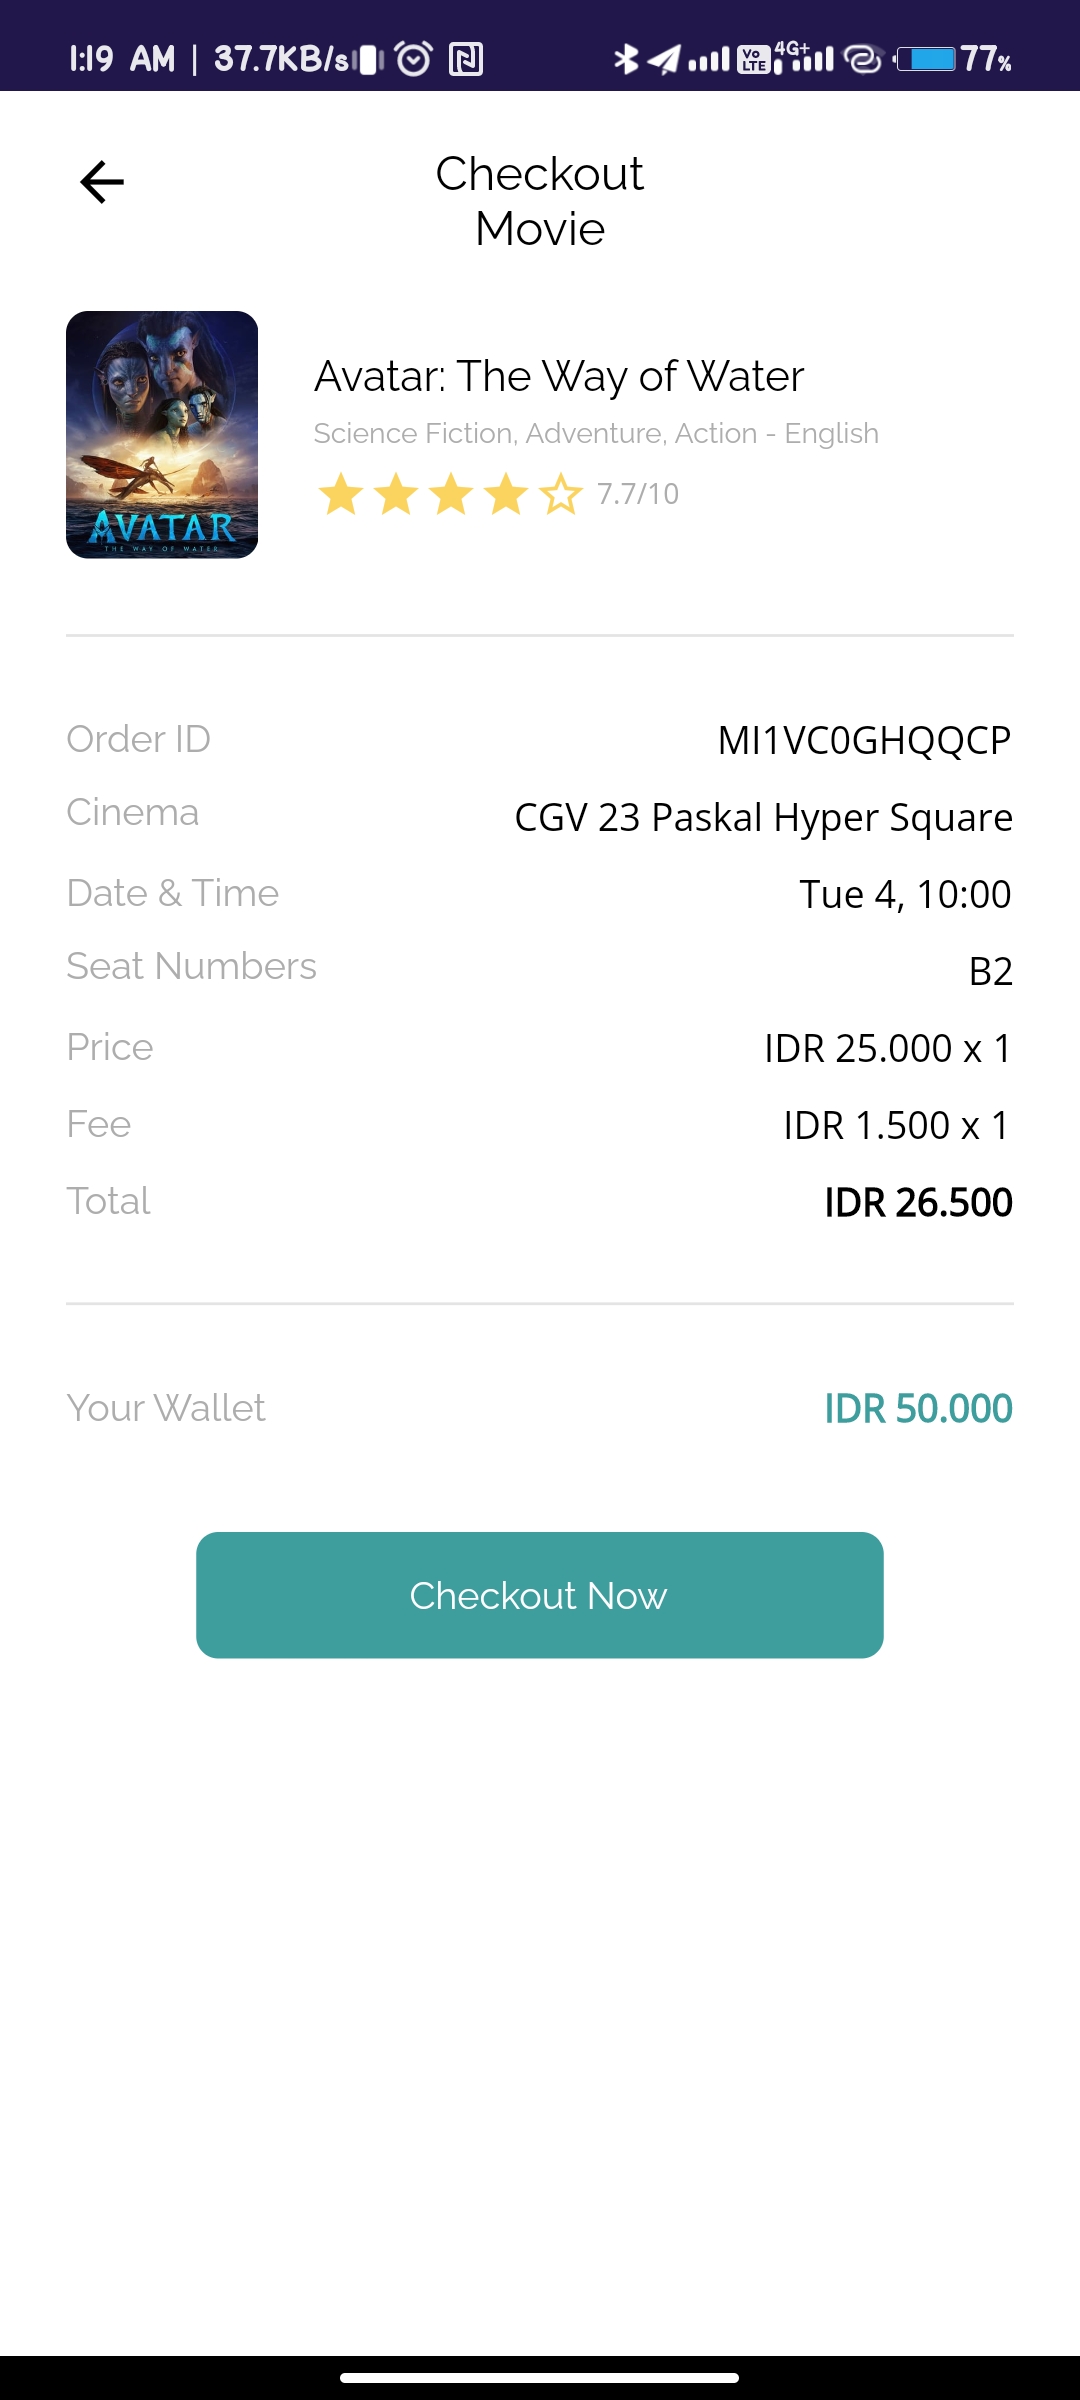 1:19 AM | 37.7KB/s
Vo LTE 4G+ 77%
Checkout
Movie
AVATAR
THE WAY OF WATER
Avatar: The Way of Water
Science Fiction, Adventure, Action - English
7.7/10
Order ID MI1VC0GHQQCP
Cinema CGV 23 Paskal Hyper Square
Date & Time Tue 4, 10:00
Seat Numbers B2
Price IDR 25.000 x 1
Fee IDR 1.500 x 1
Total IDR 26.500
Your Wallet IDR 50.000
Checkout Now